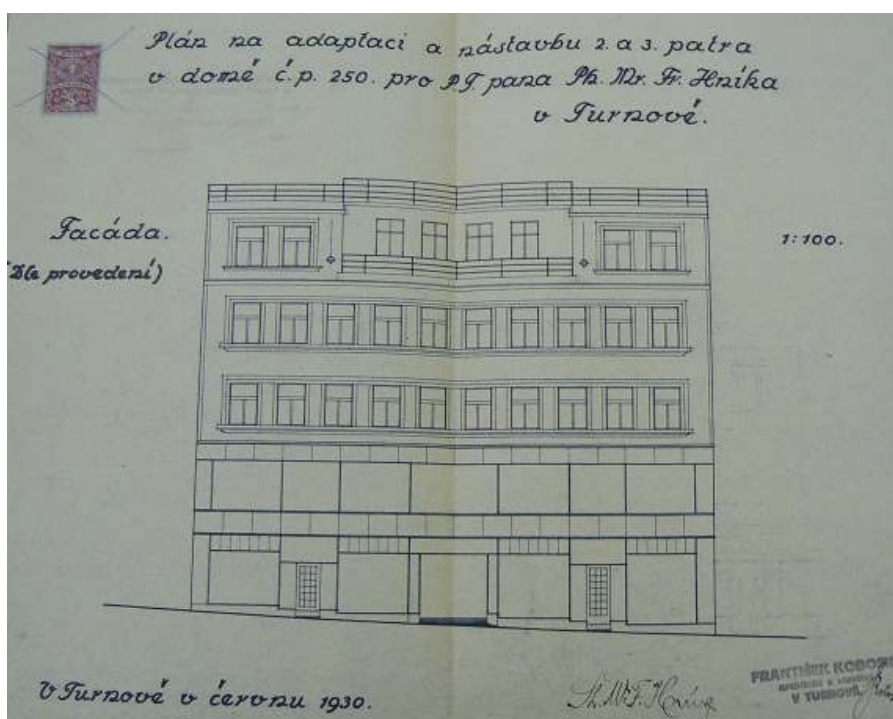 Plán na adaptaci a nástavbu 2. a 3. patra
v domě č.p. 250. pro P.T. pana Ph. Mr. Fr. Hníka
v Turnově.
Facáda.
(Dle provedení)
1:100.
V Turnově v červnu 1930.
FRANTIŠEK
V TURNOVĚ